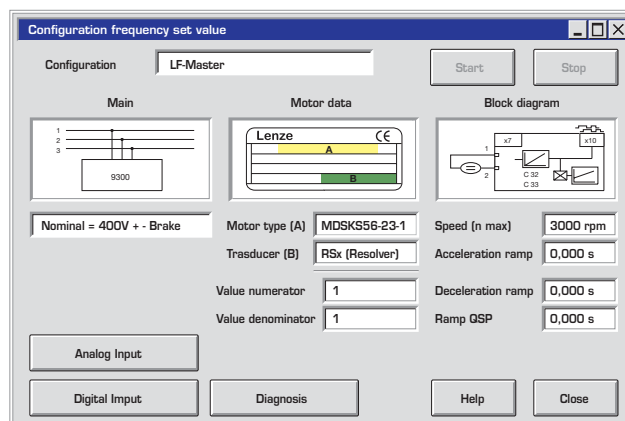 Configuration frequency set value
Configuration
LF-Master
Start
Stop
Main
Motor data
Block diagram
1
2
3
9300
Lenze
CE
A
B
x7
x10
1
2
C 32
C 33
Nominal = 400V + - Brake
Motor type (A)
MDSKS56-23-1
Speed (n max)
3000 rpm
Trasducer (B)
RSx (Resolver)
Acceleration ramp
0,000 s
Value numerator
1
Deceleration ramp
0,000 s
Value denominator
1
Ramp QSP
0,000 s
Analog Input
Digital Imput
Diagnosis
Help
Close